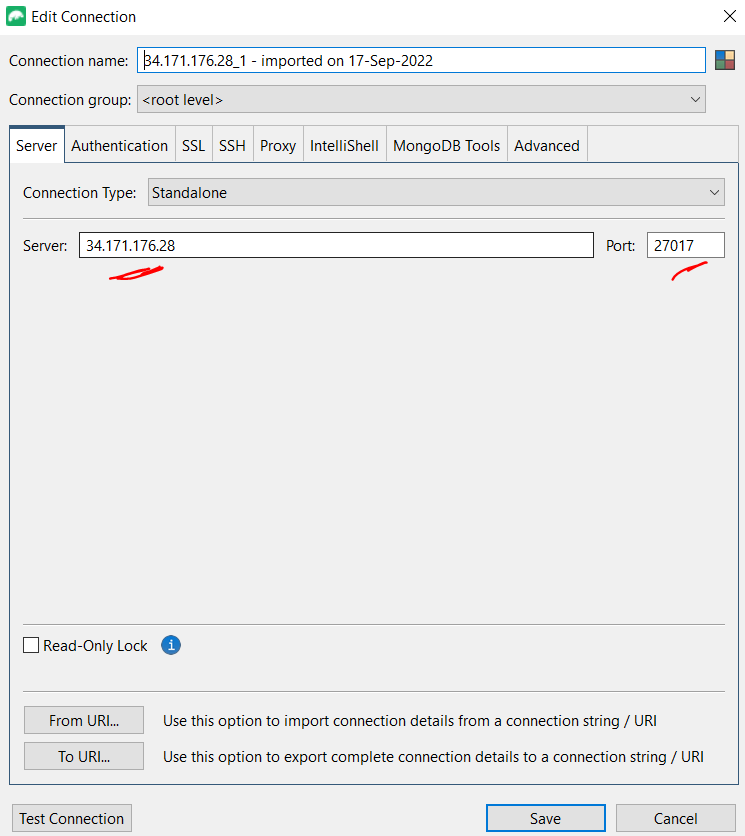 Edit Connection
Connection name: 34.171.176.28_1 - imported on 17-Sep-2022
Connection group: <root level>
Server Authentication SSL SSH Proxy IntelliShell MongoDB Tools Advanced
Connection Type: Standalone
Server: 34.171.176.28 Port: 27017
Read-Only Lock i
From URI... Use this option to import connection details from a connection string / URI
To URI... Use this option to export complete connection details to a connection string / URI
Test Connection Save Cancel